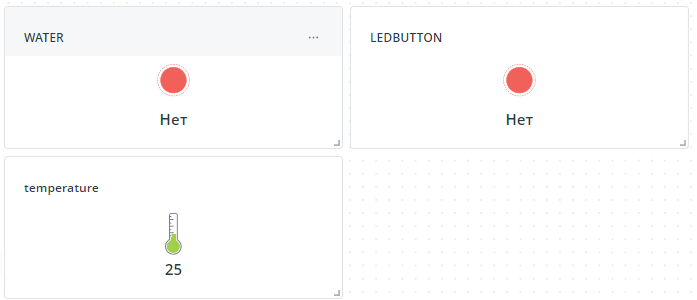 WATER
...
Нет
LEDBUTTON
Нет
temperature
25